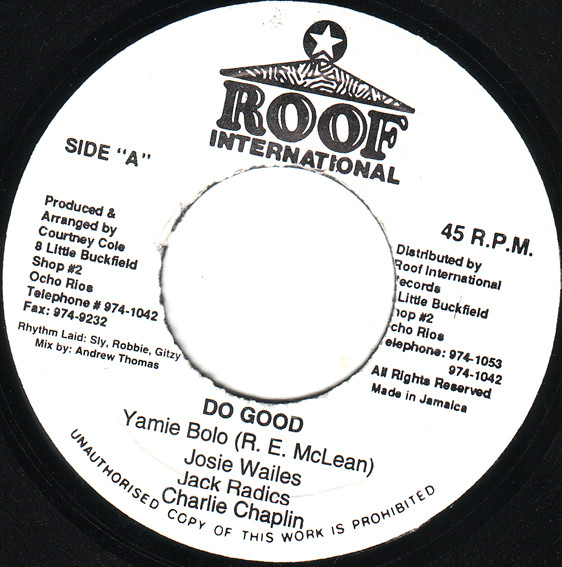 ROOF
INTERNATIONAL
SIDE "A"
45 R.P.M.
Produced &
Arranged by
Courtney Cole
8 Little Buckfield
Shop #2
Ocho Rios
Telephone # 974-1042
Fax: 974-9232
Rhythm Laid: Sly, Robbie, Gitzy
Mix by: Andrew Thomas
Distributed by
Roof International
ecords
Little Buckfield
hop #2
cho Rios
elephone: 974-1053
974-1042
All Rights Reserved
Made in Jamaica
DO GOOD
Yamie Bolo (R. E. McLean)
Josie Wailes
Jack Radics
Charlie Chaplin
UNAUTHORISED COPY OF THIS WORK IS PROHIBITED